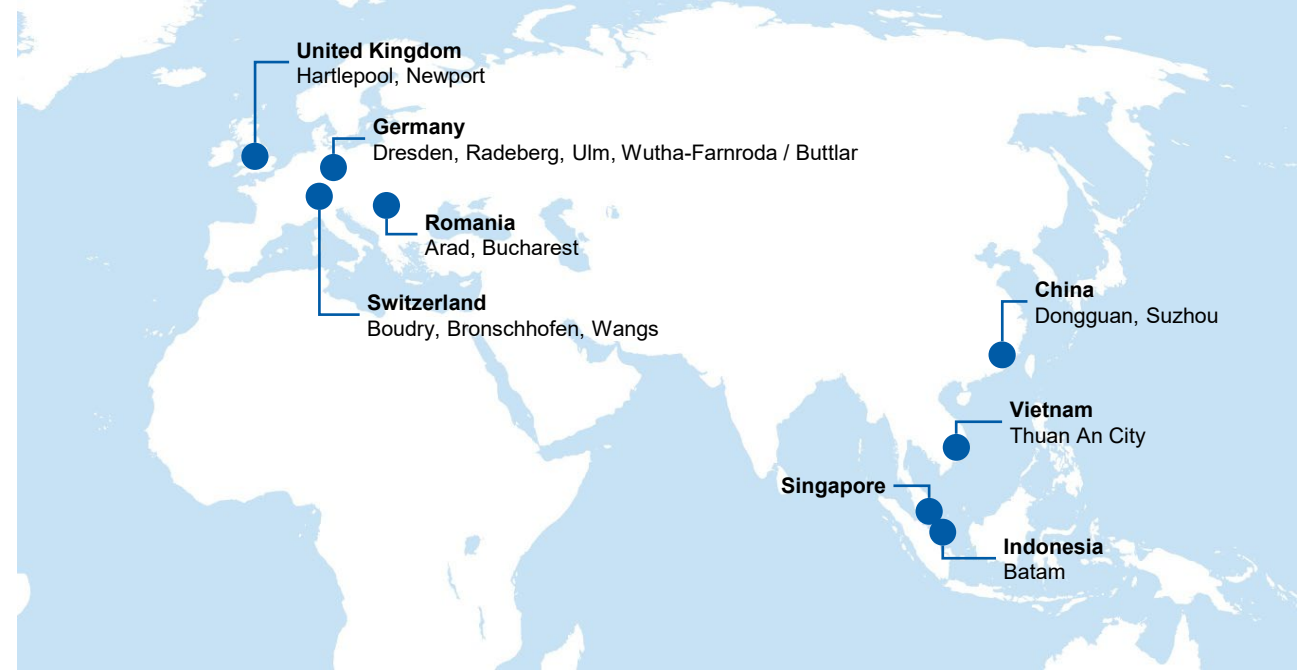 United Kingdom
Hartlepool, Newport
Germany
Dresden, Radeberg, Ulm, Wutha-Farnroda / Buttlar
Romania
Arad, Bucharest
Switzerland
Boudry, Bronschhofen, Wangs
China
Dongguan, Suzhou
Vietnam
Thuan An City
Singapore
Indonesia
Batam